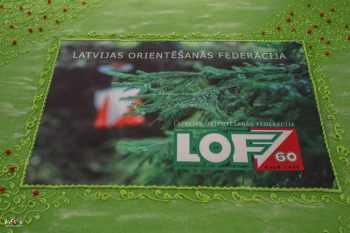 LATVIJAS ORIENTĒŠANĀS FEDERĀCIJA
LATVIJAS ORIENTĒŠANĀS FEDERĀCIJA
LOF
60